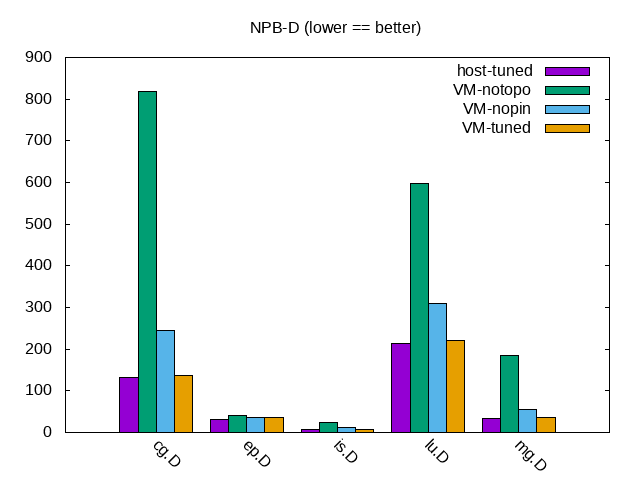 NPB-D (lower == better)
900
800
700
600
500
400
300
200
100
0
host-tuned
VM-notopo
VM-nopin
VM-tuned
cg.D
ep.D
is.D
lu.D
mg.D